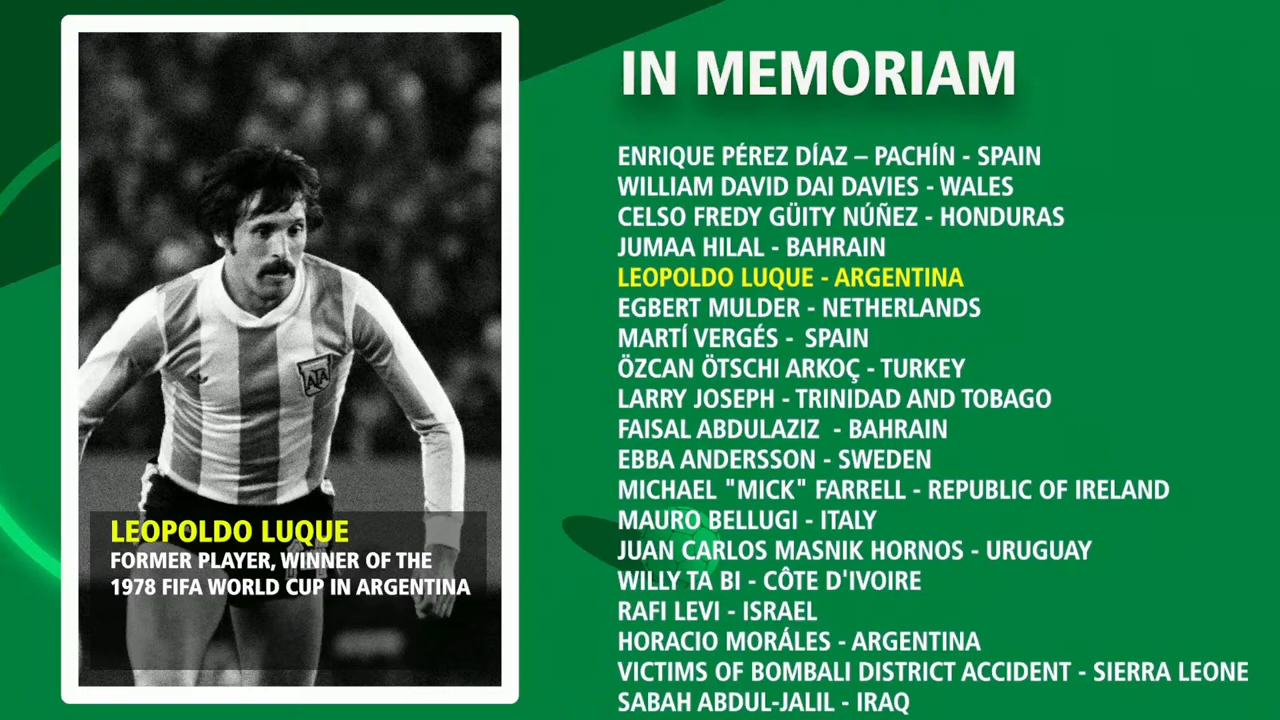 IN MEMORIAM
ENRIQUE PÉREZ DÍAZ – PACHÍN - SPAIN
WILLIAM DAVID DAI DAVIES - WALES
CELSO FREDY GÜITY NÚÑEZ - HONDURAS
JUMAA HILAL - BAHRAIN
LEOPOLDO LUQUE - ARGENTINA
EGBERT MULDER - NETHERLANDS
MARTÍ VERGÉS - SPAIN
ÖZCAN ÖTSCHI ARKOÇ - TURKEY
LARRY JOSEPH - TRINIDAD AND TOBAGO
FAISAL ABDULAZIZ - BAHRAIN
EBBA ANDERSSON - SWEDEN
MICHAEL "MICK" FARRELL - REPUBLIC OF IRELAND
MAURO BELLUGI - ITALY
JUAN CARLOS MASNIK HORNOS - URUGUAY
WILLY TA BI - CÔTE D'IVOIRE
RAFI LEVI - ISRAEL
HORACIO MORÁLES - ARGENTINA
VICTIMS OF BOMBALI DISTRICT ACCIDENT - SIERRA LEONE
SABAH ABDUL-JALIL - IRAQ
AFA
LEOPOLDO LUQUE
FORMER PLAYER, WINNER OF THE
1978 FIFA WORLD CUP IN ARGENTINA